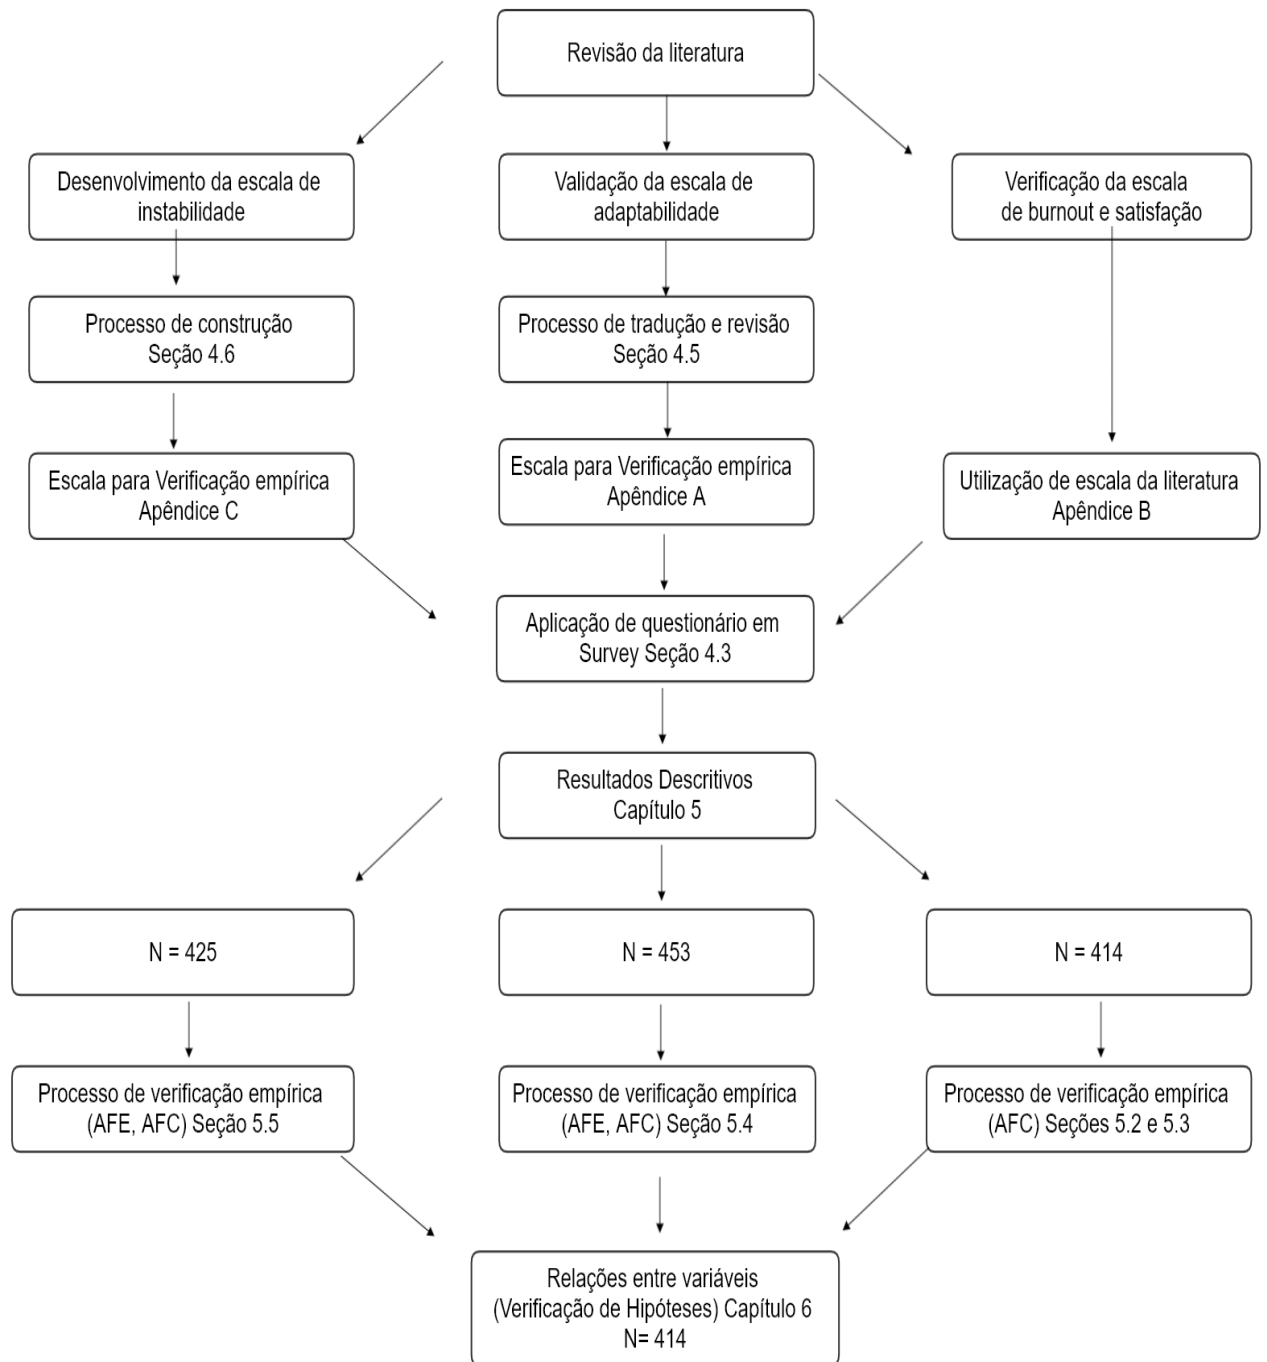 Revisão da literatura
Desenvolvimento da escala de
instabilidade
Validação da escala de
adaptabilidade
Verificação da escala
de burnout e satisfação
Processo de construção
Seção 4.6
Processo de tradução e revisão
Seção 4.5
Escala para Verificação empírica
Apêndice C
Escala para Verificação empírica
Apêndice A
Utilização de escala da literatura
Apêndice B
Aplicação de questionário em
Survey Seção 4.3
Resultados Descritivos
Capítulo 5
N = 425
N = 453
N = 414
Processo de verificação empírica
(AFE, AFC) Seção 5.5
Processo de verificação empírica
(AFE, AFC) Seção 5.4
Processo de verificação empírica
(AFC) Seções 5.2 e 5.3
Relações entre variáveis
(Verificação de Hipóteses) Capítulo 6
N= 414